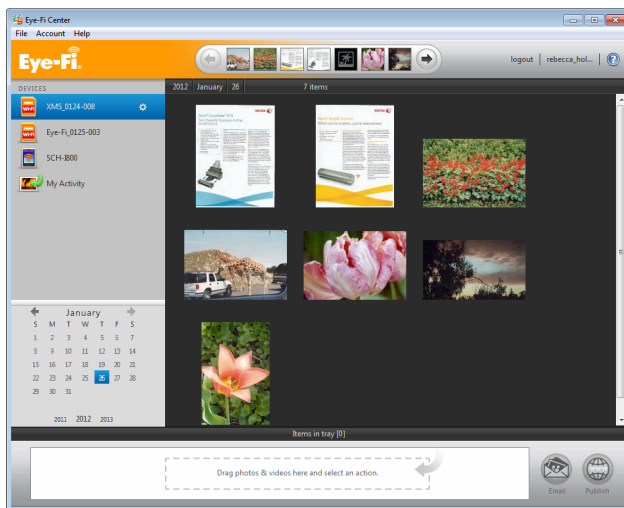 Eye-Fi Center
File Account Help
Eye-Fi
logout | rebecca_hol... |
DEVICES
2012 January 26 7 items
XMS_0124-008
Eye-Fi_0125-003
SCH-I800
My Activity
xerox
xerox
January
S M T W T F S
1 2 3 4 5 6 7
8 9 10 11 12 13 14
15 16 17 18 19 20 21
22 23 24 25 26 27 28
29 30 31
2011 2012 2013
Items in tray [0]
Drag photos & videos here and select an action.
Email Publish